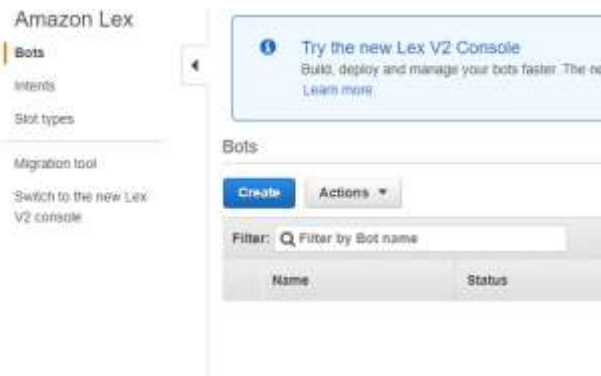 Amazon Lex
Bots
Intents
Slot types
Migration tool
Switch to the new Lex
V2 console
Try the new Lex V2 Console
Build, deploy and manage your bots faster. The ne
Learn more
Bots
Create
Actions
Filter: Filter by Bot name
Name Status